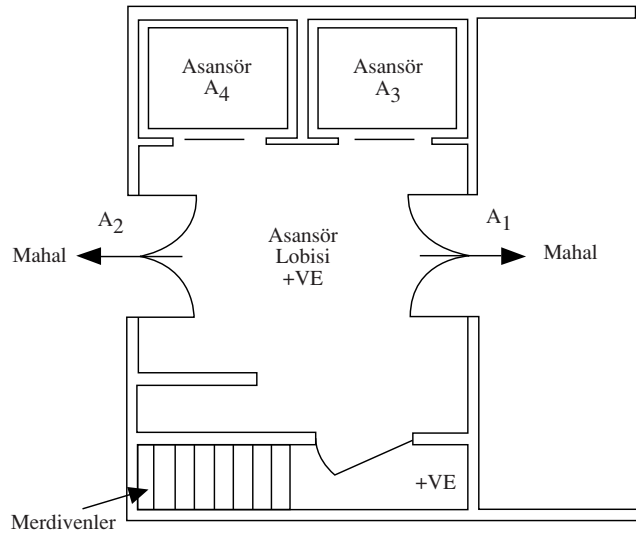 Asansör
A4
Asansör
A3
A2
A1
Mahal
Asansör
Lobisi
+VE
Mahal
+VE
Merdivenler